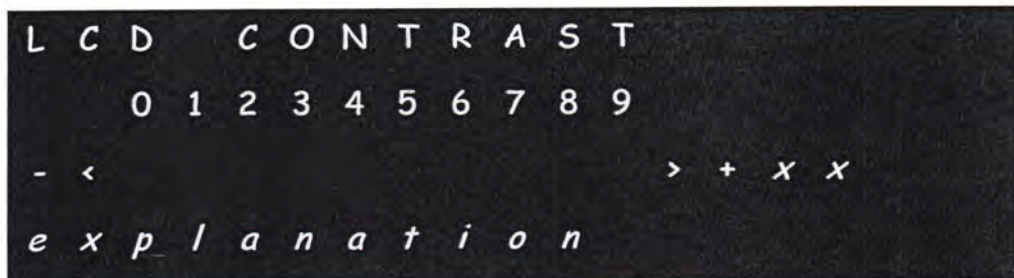 L C D C O N T R A S T
0 1 2 3 4 5 6 7 8 9
- < > + x x
e x p l a n a t i o n